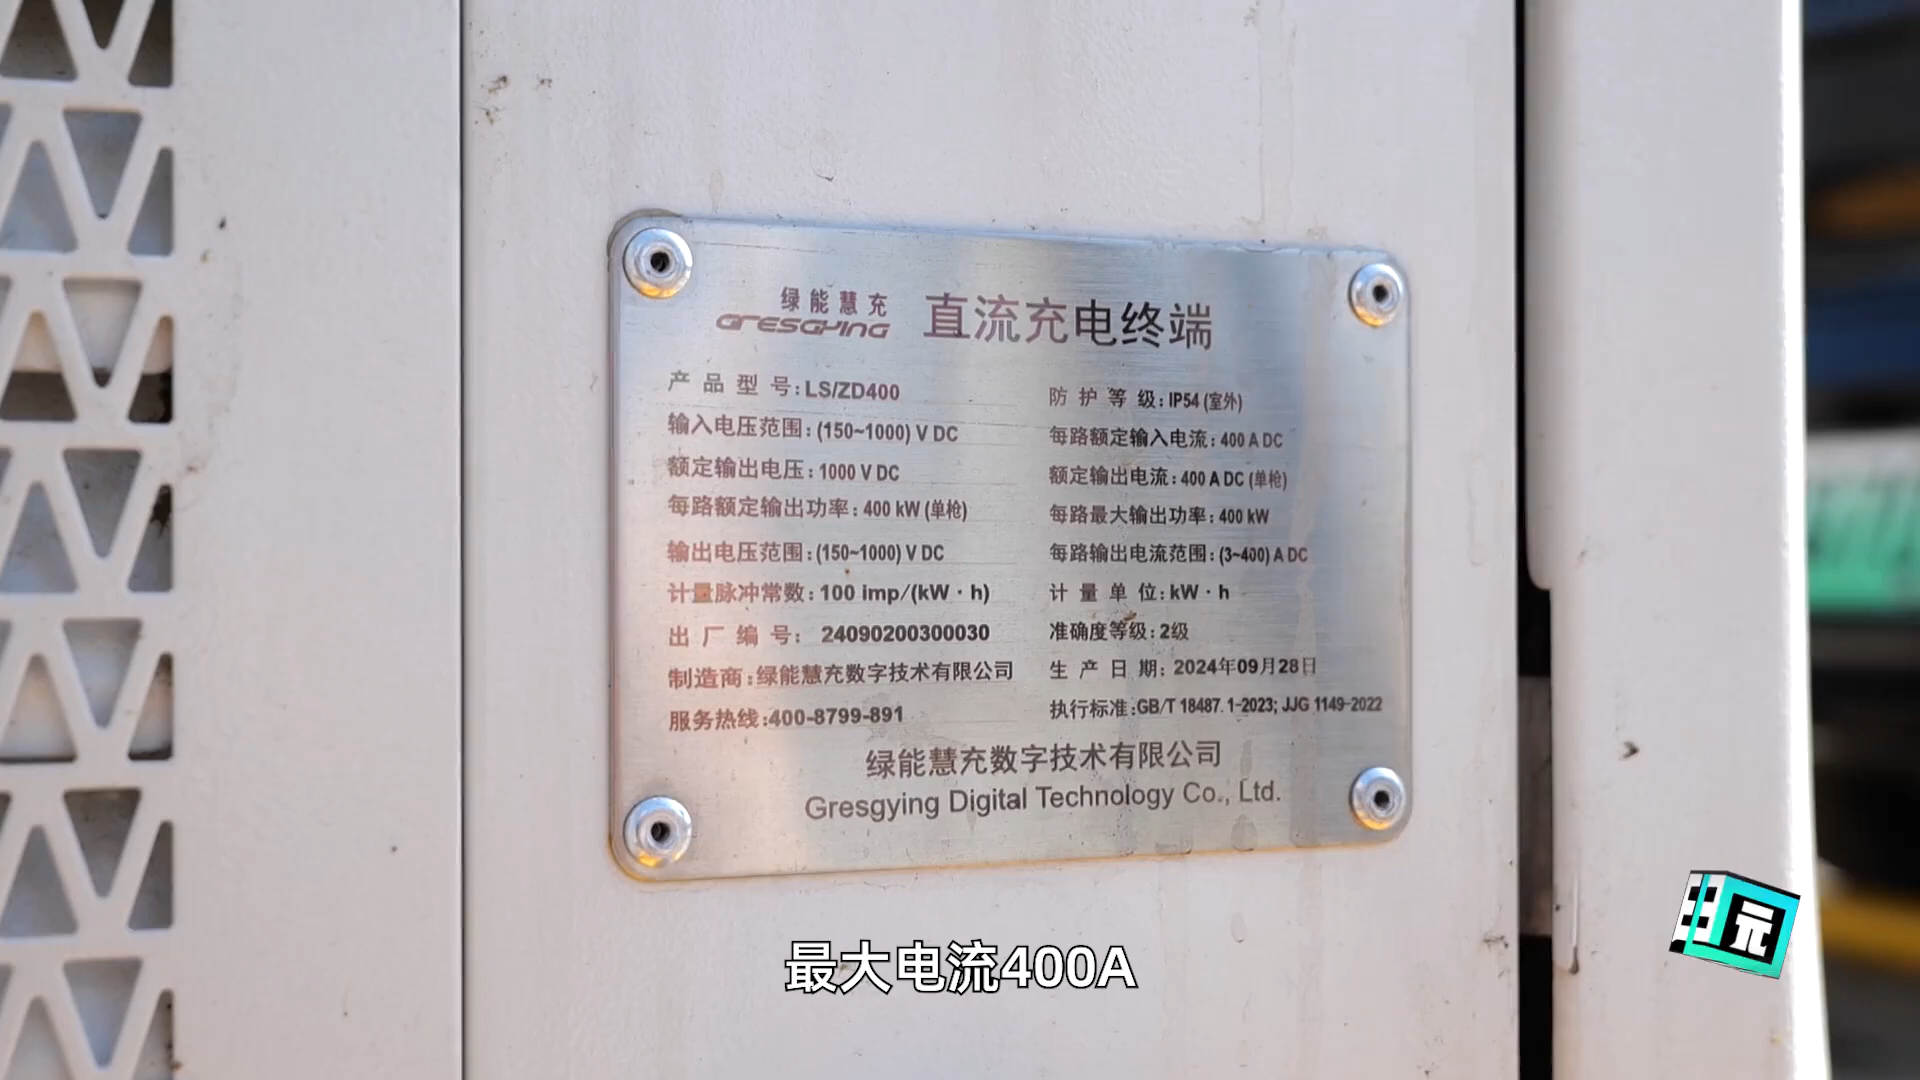 绿能慧充
GRESGYING
直流充电终端
产品型号:LS/ZD400
防护等级:IP54(室外)
输入电压范围:(150~1000) V DC
每路额定输入电流:400 A DC
额定输出电压:1000 V DC
额定输出电流:400 A DC(单枪)
每路额定输出功率:400 kW(单枪)
每路最大输出功率:400 kW
输出电压范围:(150~1000) V DC
每路输出电流范围:(3~400) A DC
计量脉冲常数:100 imp/(kW·h)
计量单位:kW·h
出厂编号: 24090200300030
准确度等级:2级
制造商:绿能慧充数字技术有限公司
生产日期: 2024年09月28日
服务热线:400-8799-891
执行标准:GB/T 18487.1-2023; JJG 1149-2022
绿能慧充数字技术有限公司
Gresgying Digital Technology Co., Ltd.
元
最大电流400A